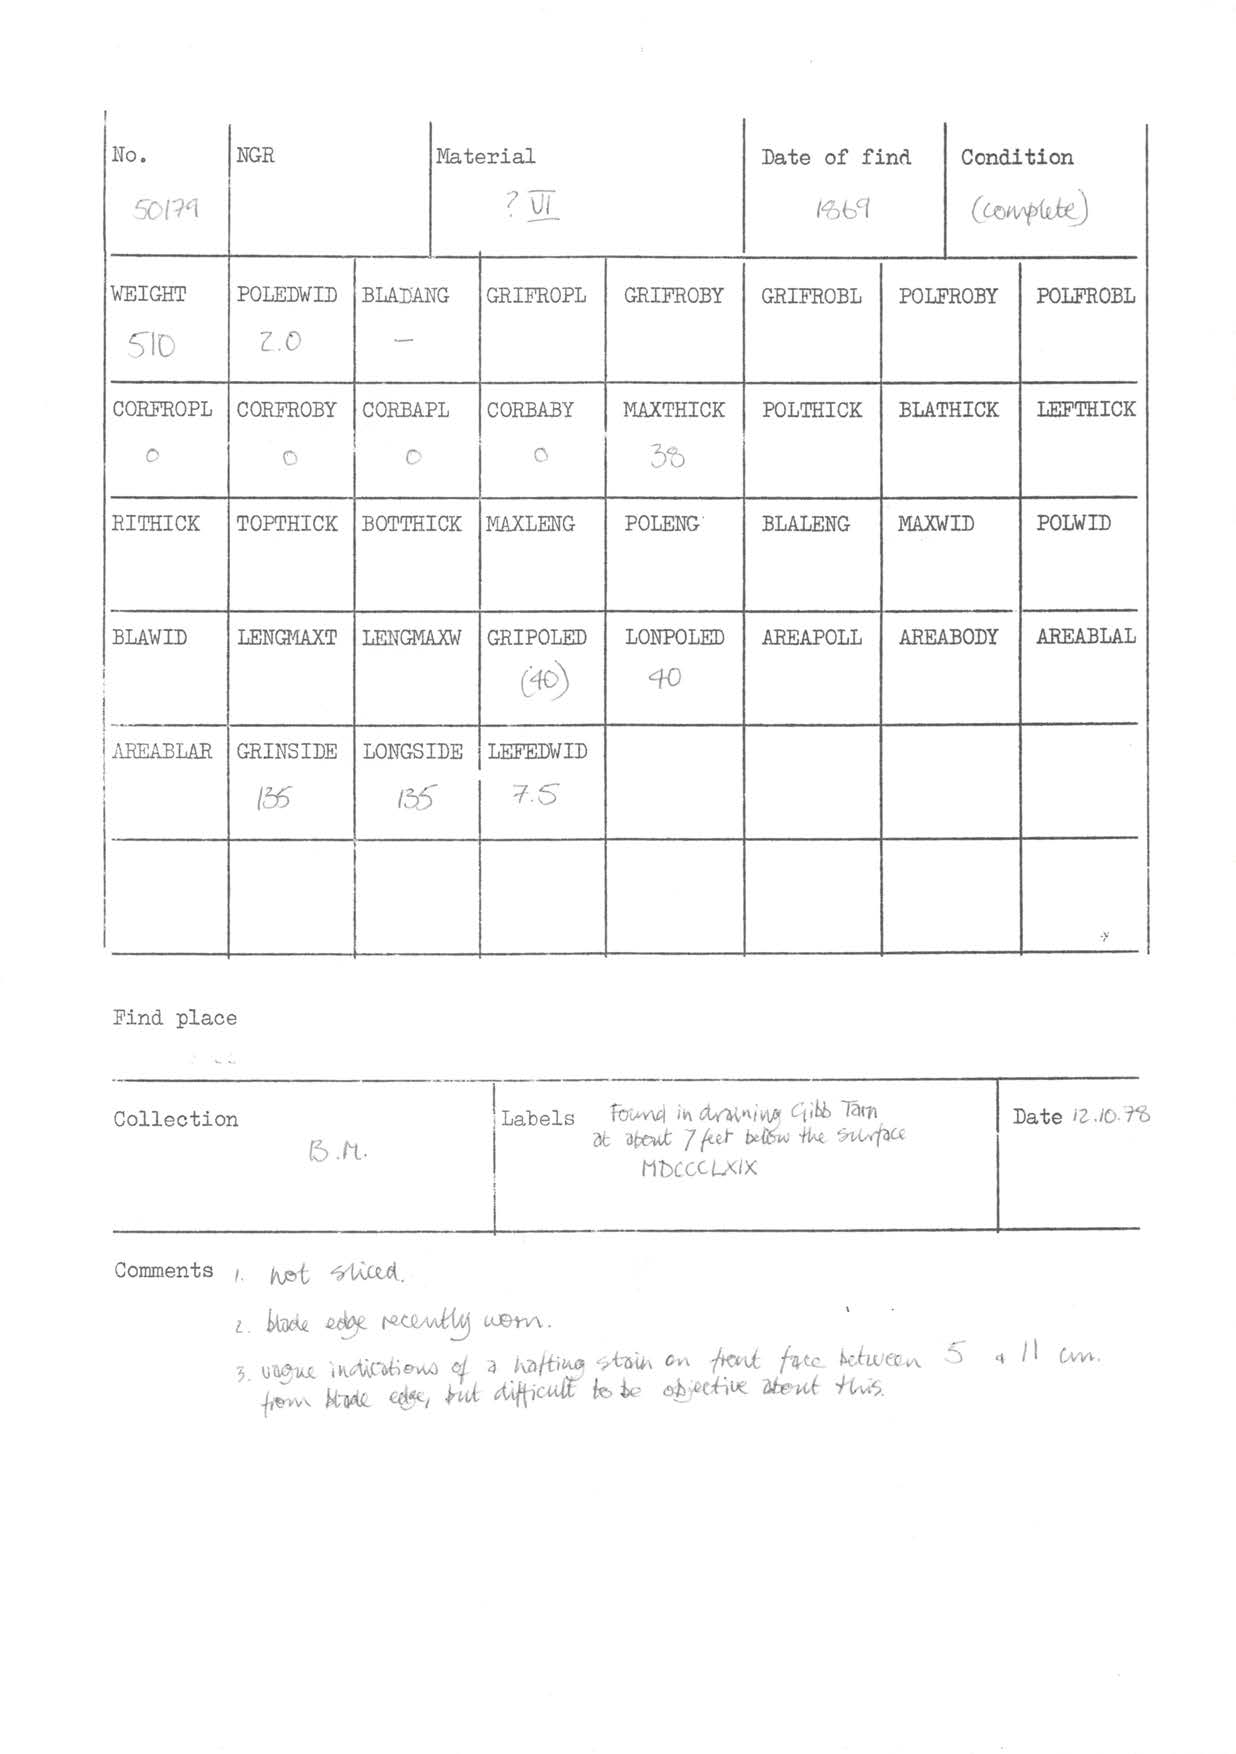 No. NGR Material Date of find Condition
50179 ? VI 1869 (complete)
WEIGHT POLEDWID BLADANG GRIFROPL GRIFROBY GRIFROBL POLFROBY POLFROBL
510 2.0 —
CORFROPL CORFROBY CORBAPL CORBABY MAXTHICK POLTHICK BLATHICK LEFTHICK
0 0 0 0 38
RITHICK TOPTHICK BOTTHICK MAXLENG POLENG BLALENG MAXWID POLWID
BLAWID LENGMAXT LENGMAXW GRIPOLED LONPOLED AREAPOLL AREABODY AREABLAL
(40) 40
AREABLAR GRINSIDE LONGSIDE LEFEDWID
135 135 7.5
Find place
Collection
B.M.
Labels Found in draining Gibb Tarn
at about 7 feet below the surface
MDCCCLXIX
Date 12.10.78
Comments 1. not sliced.
2. blade edge recently worn.
3. vague indications of a hafting stain on front face between 5 & 11 cm.
from blade edge, but difficult to be objective about this.